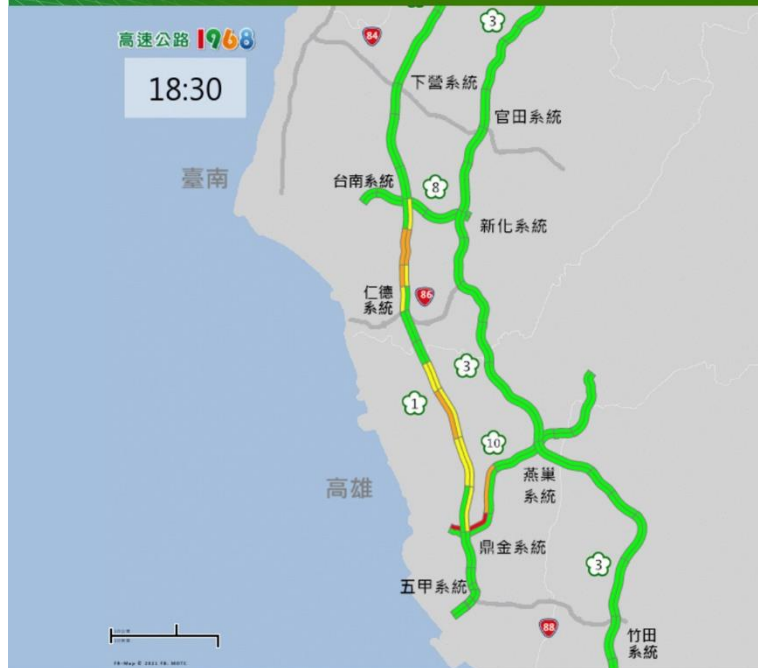 高速公路 1968
3
84
18:30
下營系統
官田系統
臺南
台南系統
8
新化系統
仁德
系統
86
3
1
10
燕巢
系統
高雄
鼎金系統
3
五甲系統
88
竹田
系統